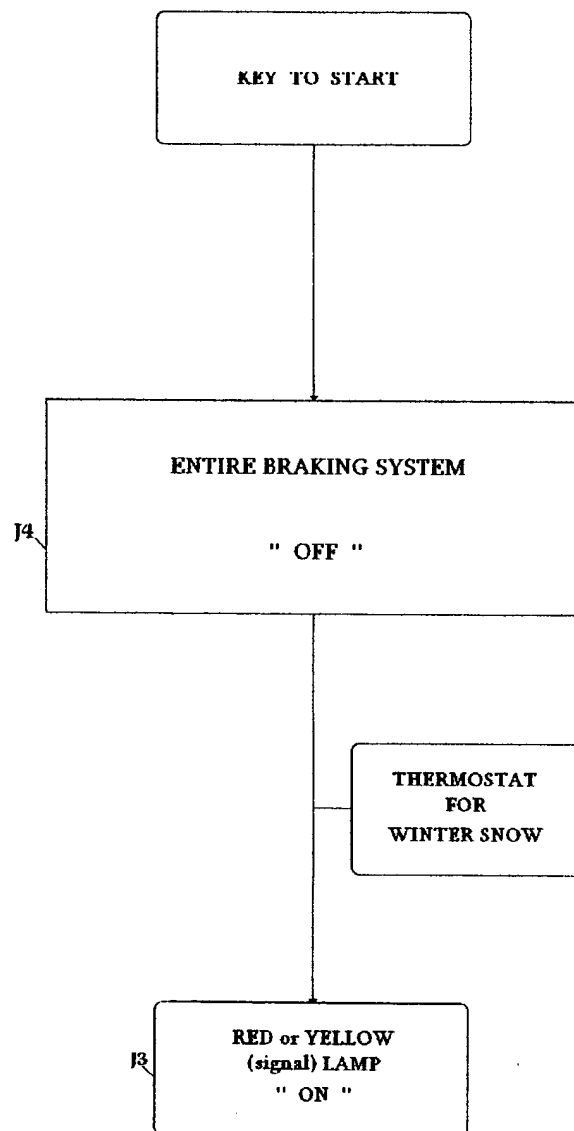 KEY TO START
ENTIRE BRAKING SYSTEM
J4
" OFF "
THERMOSTAT
FOR
WINTER SNOW
RED or YELLOW
(signal) LAMP
J3
" ON "